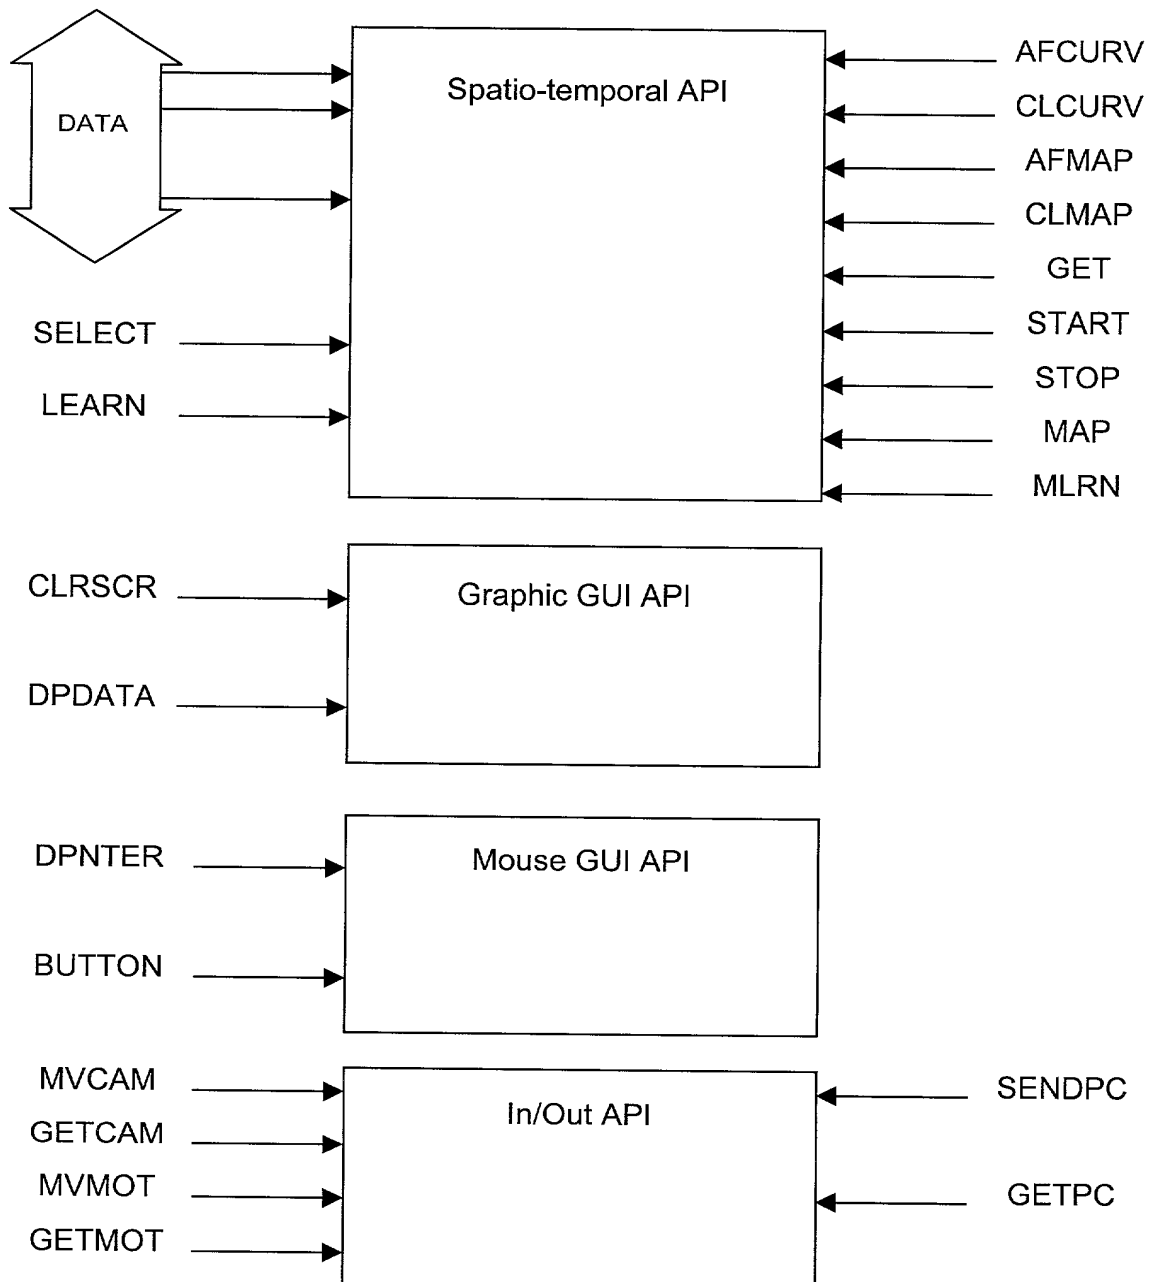 DATA
SELECT
LEARN
Spatio-temporal API
AFCURV
CLCURV
AFMAP
CLMAP
GET
START
STOP
MAP
MLRN
CLRSCR
DPDATA
Graphic GUI API
DPNTER
BUTTON
Mouse GUI API
MVCAM
GETCAM
MVMOT
GETMOT
In/Out API
SENDPC
GETPC